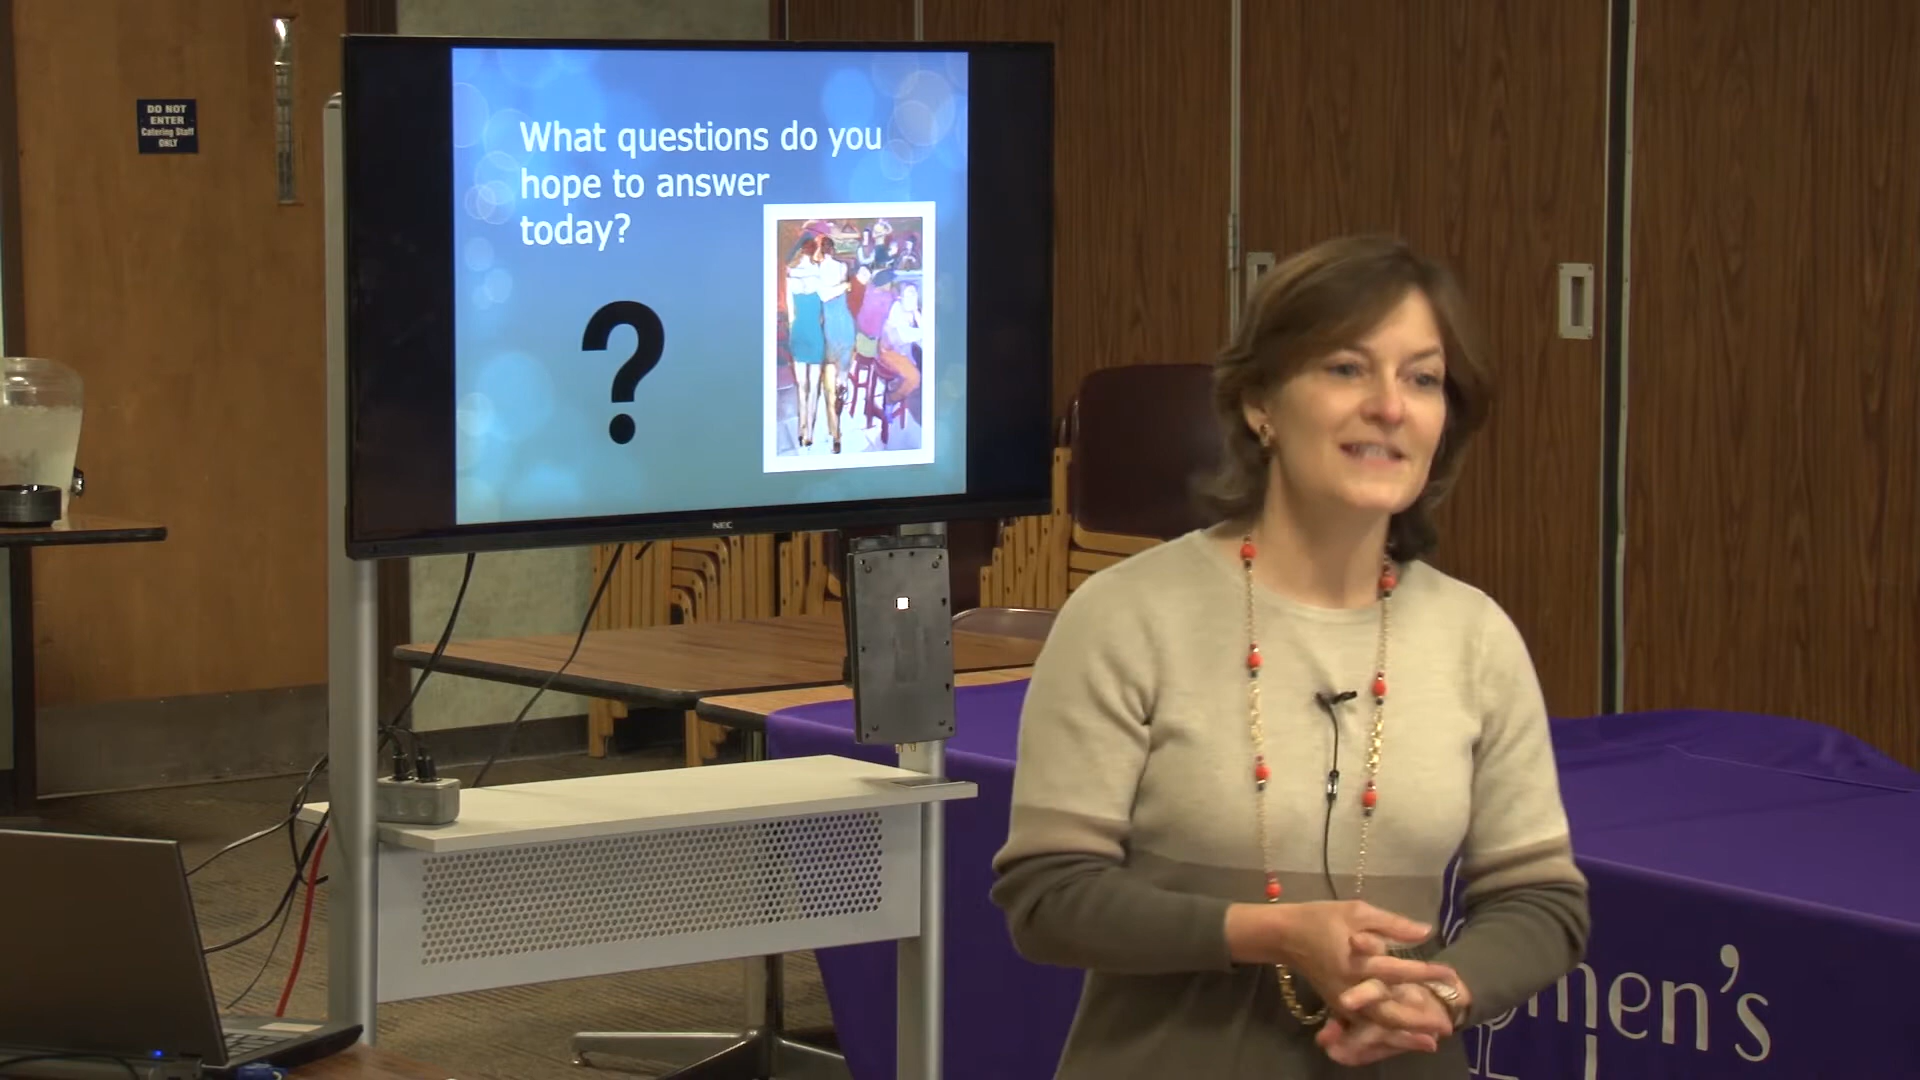 DO NOT
ENTER
Catering Staff
ONLY
What questions do you
hope to answer
today?
?
NEC
men's